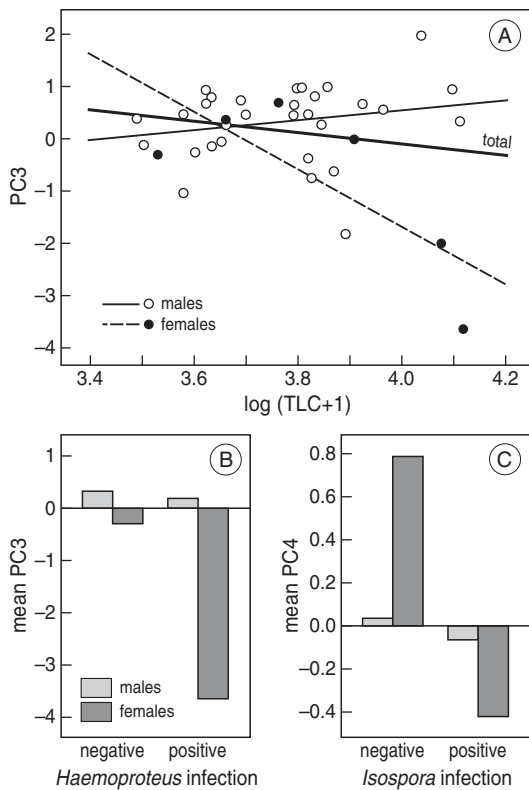 A
2
1
0
–1
–2
–3
–4
PC3
total
males
females
3.4 3.6 3.8 4.0 4.2
log (TLC+1)
B
1
0
–1
–2
–3
–4
mean PC3
males
females
negative positive
Haemoproteus infection
C
0.8
0.6
0.4
0.2
0.0
–0.2
–0.4
mean PC4
negative positive
Isospora infection